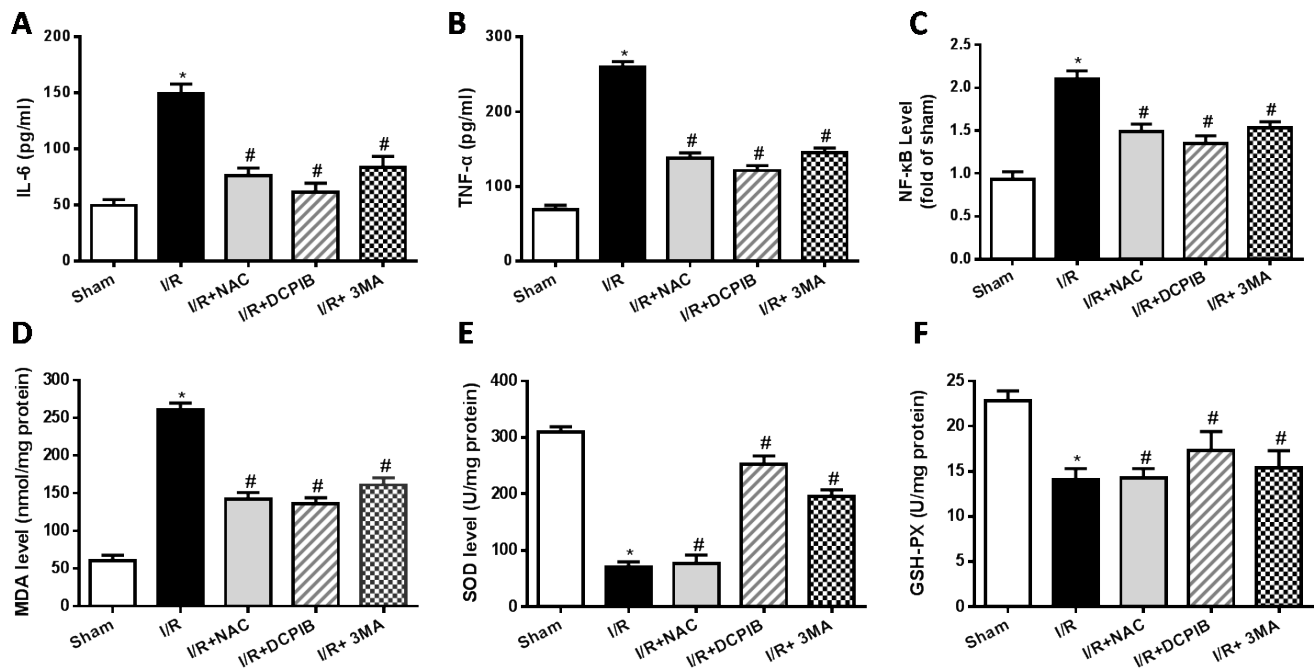 A
IL-6 (pg/ml)
200
150
100
50
0
*
#
#
#
Sham
I/R
I/R+NAC
I/R+DCPIB
I/R+ 3MA
B
TNF-α (pg/ml)
300
200
100
0
*
#
#
#
Sham
I/R
I/R+NAC
I/R+DCPIB
I/R+ 3MA
C
NF-κB Level
(fold of sham)
2.5
2.0
1.5
1.0
0.5
0.0
*
#
#
#
Sham
I/R
I/R+NAC
I/R+DCPIB
I/R+ 3MA
D
MDA level (nmol/mg protein)
300
250
200
150
100
50
0
*
#
#
#
Sham
I/R
I/R+NAC
I/R+DCPIB
I/R+ 3MA
E
SOD level (U/mg protein)
400
300
200
100
0
*
#
#
#
Sham
I/R
I/R+NAC
I/R+DCPIB
I/R+ 3MA
F
GSH-PX (U/mg protein)
25
20
15
10
5
0
*
#
#
#
Sham
I/R
I/R+NAC
I/R+DCPIB
I/R+ 3MA